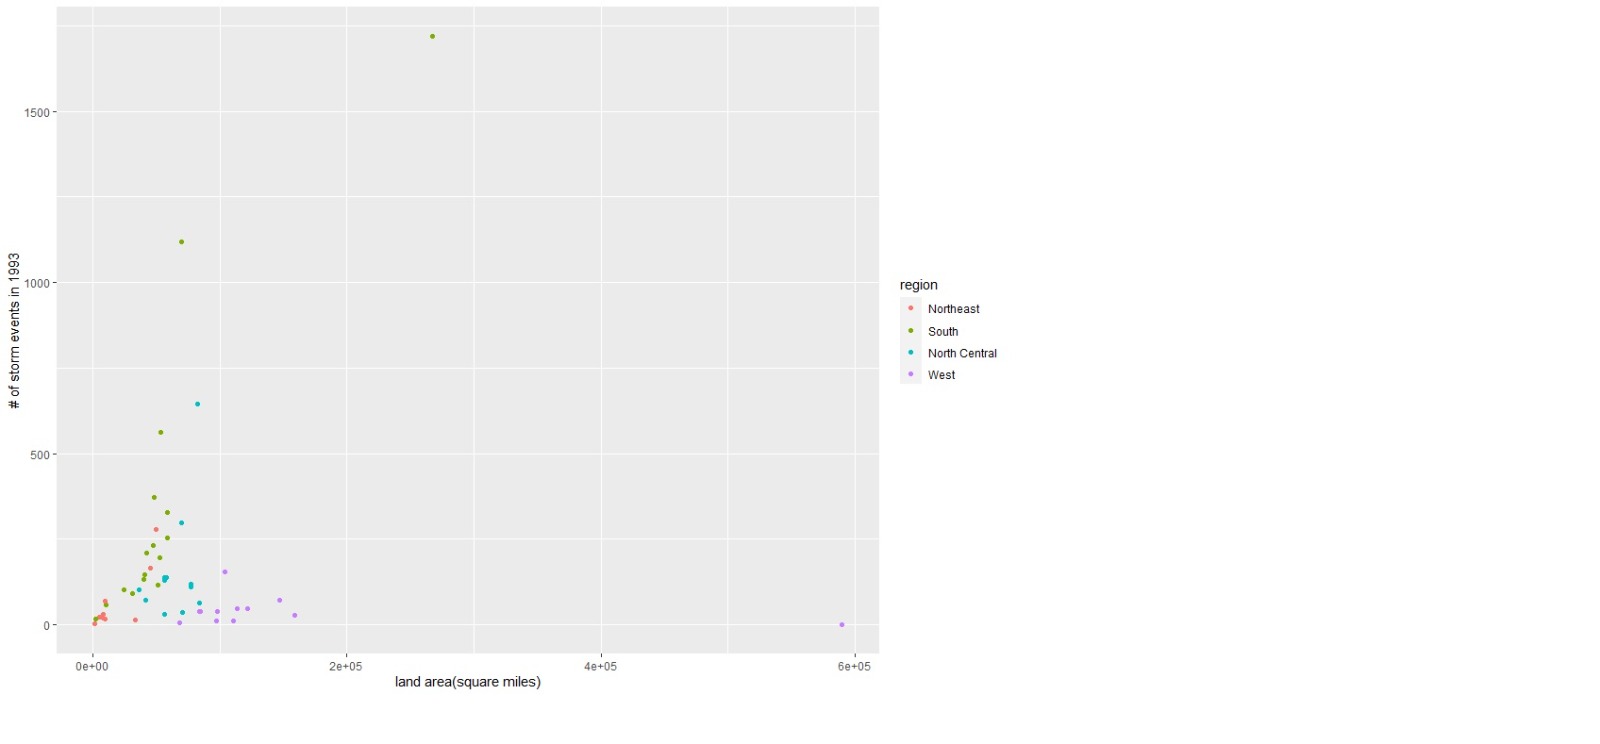 # of storm events in 1993
1500
1000
500
0
0e+00 2e+05 4e+05 6e+05
land area(square miles)
region
Northeast
South
North Central
West